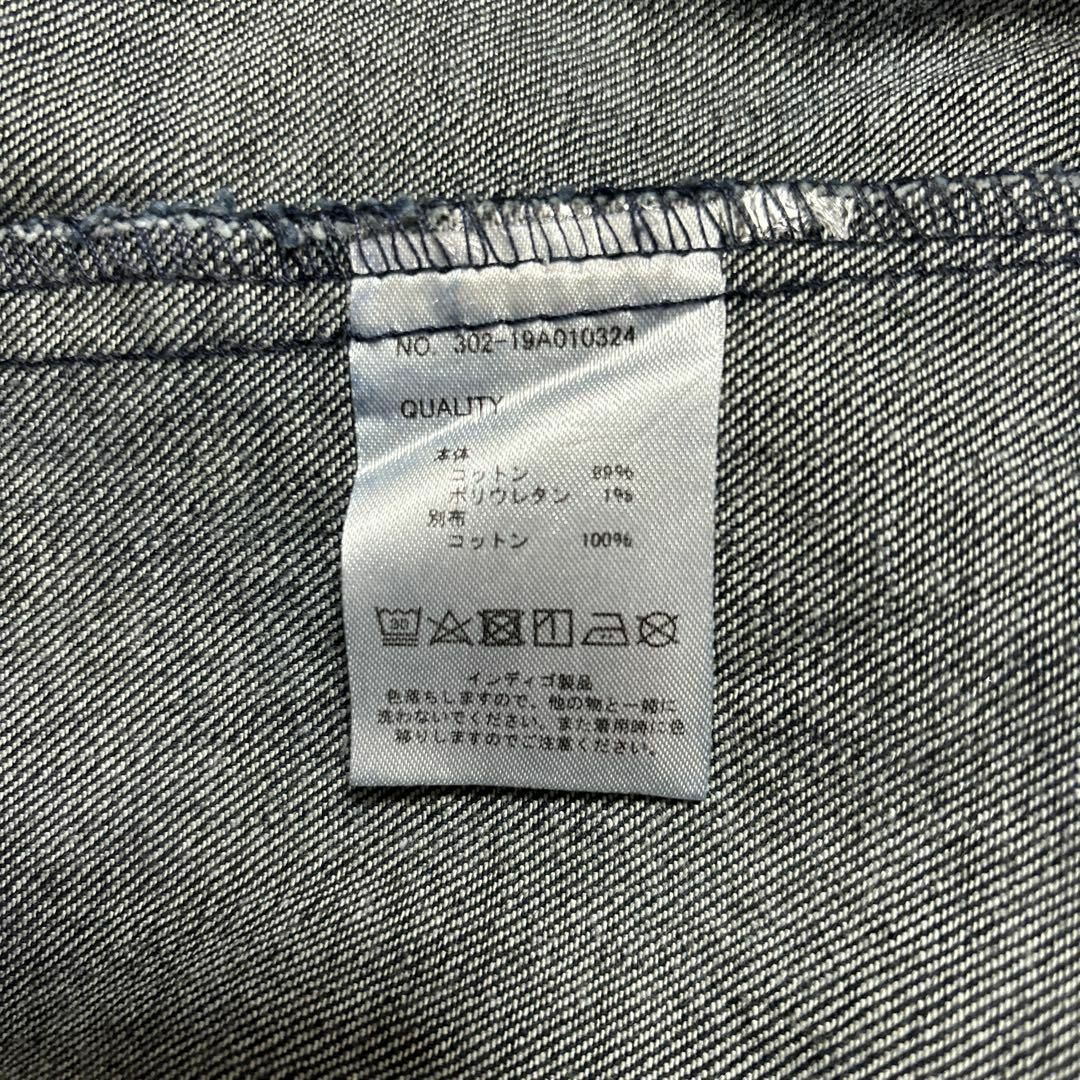 NO. 302-19A010324
QUALITY
本体
コットン 99%
ポリウレタン 1%
別布
コットン 100%
30
インディゴ製品
色落ちしますので、他の物と一緒に
洗わないでください。また着用時に色
移りしますのでご注意ください。